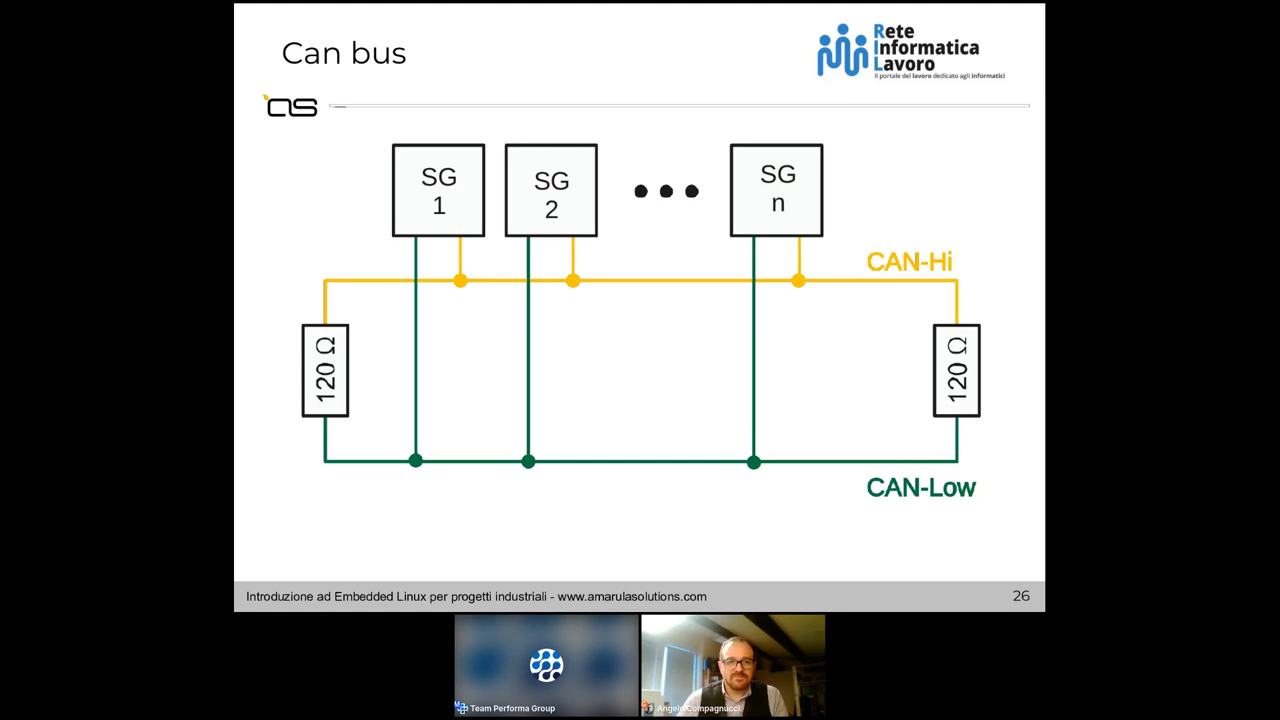 Can bus
Rete
Informatica
Lavoro
Il portale del lavoro dedicato agli informatici
SG
1
SG
2
SG
n
CAN-Hi
120 Ω
120 Ω
CAN-Low
Introduzione ad Embedded Linux per progetti industriali - www.amarulasolutions.com
26
Team Performa Group
Angelo Compagnucci